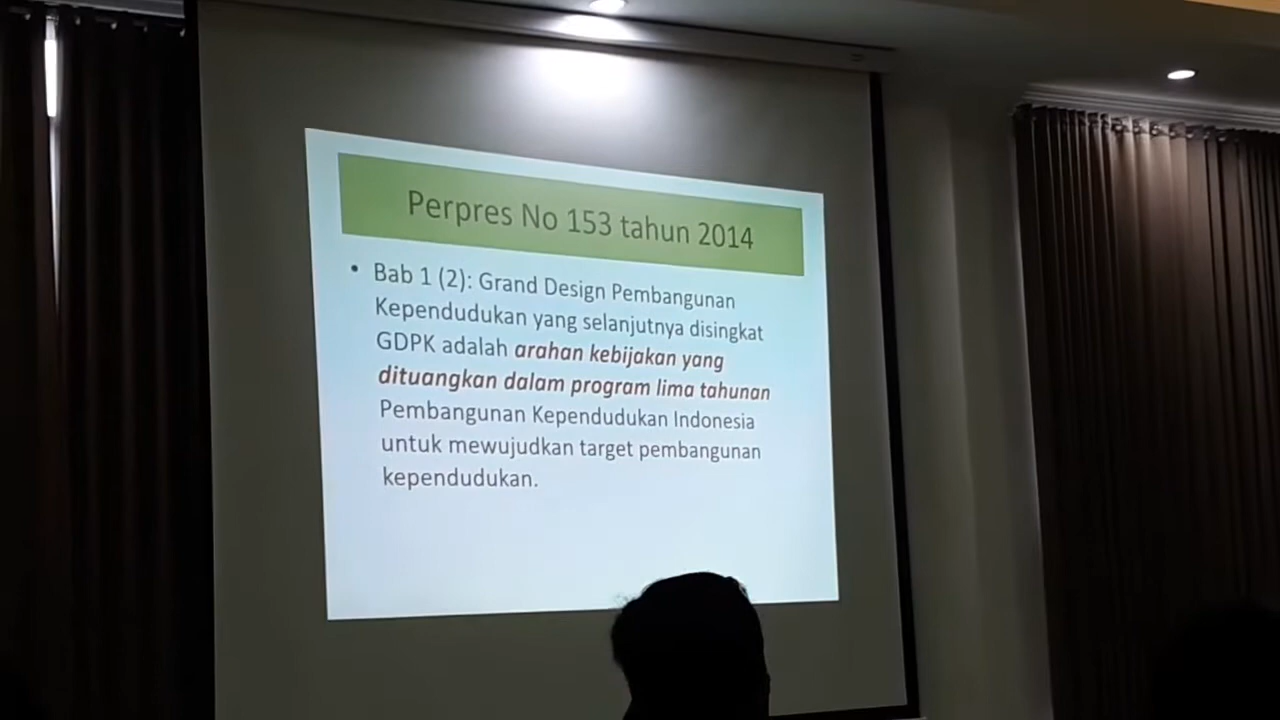 Perpres No 153 tahun 2014
• Bab 1 (2): Grand Design Pembangunan
Kependudukan yang selanjutnya disingkat
GDPK adalah arahan kebijakan yang
dituangkan dalam program lima tahunan
Pembangunan Kependudukan Indonesia
untuk mewujudkan target pembangunan
kependudukan.